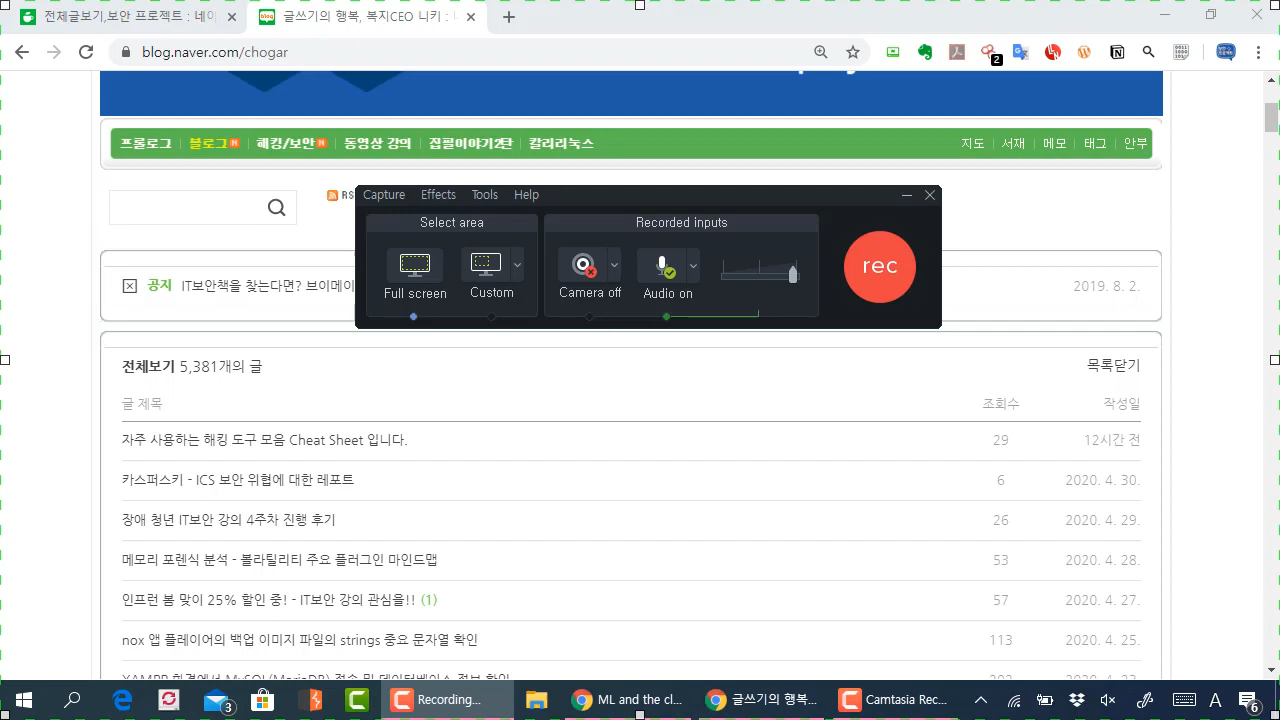 전체글보기,보안 프로젝트 : 네이
글쓰기의 행복, 복지CEO 니키 :
blog.naver.com/chogar
2
프롤로그 블로그 해킹/보안 동영상 강의 집필이야기2탄 칼리리눅스 지도 서재 메모 태그 안부
RS
Capture Effects Tools Help
Select area Recorded inputs
rec
Full screen Custom Camera off Audio on
공지 IT보안책을 찾는다면? 브이메이 2019. 8. 2.
전체보기 5,381개의 글 목록닫기
글 제목 조회수 작성일
자주 사용하는 해킹 도구 모음 Cheat Sheet 입니다. 29 12시간 전
카스퍼스키 - ICS 보안 위협에 대한 레포트 6 2020. 4. 30.
장애 청년 IT보안 강의 4주차 진행 후기 26 2020. 4. 29.
메모리 포렌식 분석 - 볼라틸리티 주요 플러그인 마인드맵 53 2020. 4. 28.
인프런 봄 맞이 25% 할인 중! - IT보안 강의 관심을!! (1) 57 2020. 4. 27.
nox 앱 플레이어의 백업 이미지 파일의 strings 중요 문자열 확인 113 2020. 4. 25.
3 Recording... ML and the cl... 글쓰기의 행복... Camtasia Rec... A 6